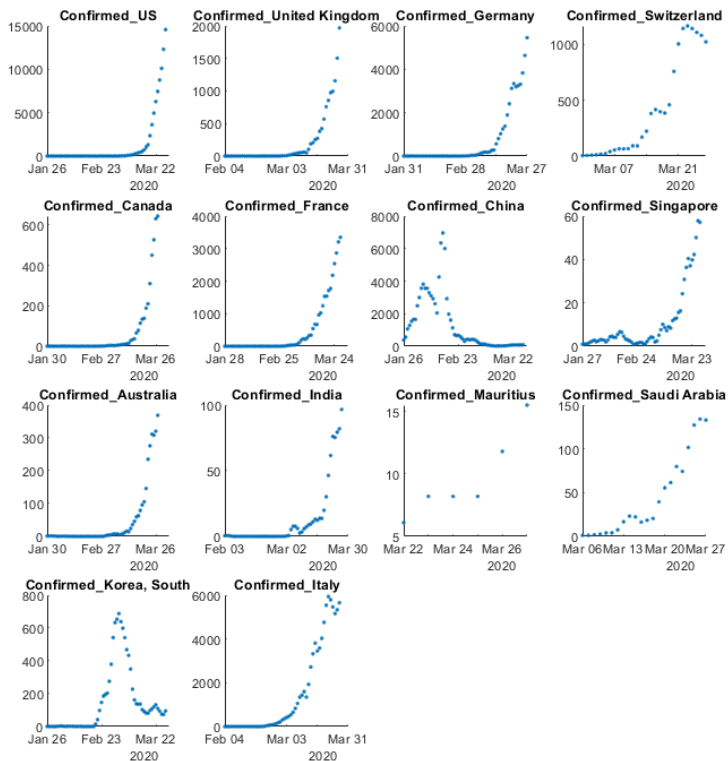 Confirmed_US
15000
10000
5000
0
Jan 26 Feb 23 Mar 22
2020
Confirmed_United Kingdom
2000
1500
1000
500
0
Feb 04 Mar 03 Mar 31
2020
Confirmed_Germany
6000
4000
2000
0
Jan 31 Feb 28 Mar 27
2020
Confirmed_Switzerland
1000
500
0
Mar 07 Mar 21
2020
Confirmed_Canada
600
400
200
0
Jan 30 Feb 27 Mar 26
2020
Confirmed_France
4000
3000
2000
1000
0
Jan 28 Feb 25 Mar 24
2020
Confirmed_China
8000
6000
4000
2000
0
Jan 26 Feb 23 Mar 22
2020
Confirmed_Singapore
60
40
20
0
Jan 27 Feb 24 Mar 23
2020
Confirmed_Australia
400
300
200
100
0
Jan 30 Feb 27 Mar 26
2020
Confirmed_India
100
50
0
Feb 03 Mar 02 Mar 30
2020
Confirmed_Mauritius
15
10
5
Mar 22 Mar 24 Mar 26
2020
Confirmed_Saudi Arabia
150
100
50
0
Mar 06 Mar 13 Mar 20 Mar 27
2020
Confirmed_Korea, South
800
600
400
200
0
Jan 26 Feb 23 Mar 22
2020
Confirmed_Italy
6000
4000
2000
0
Feb 04 Mar 03 Mar 31
2020